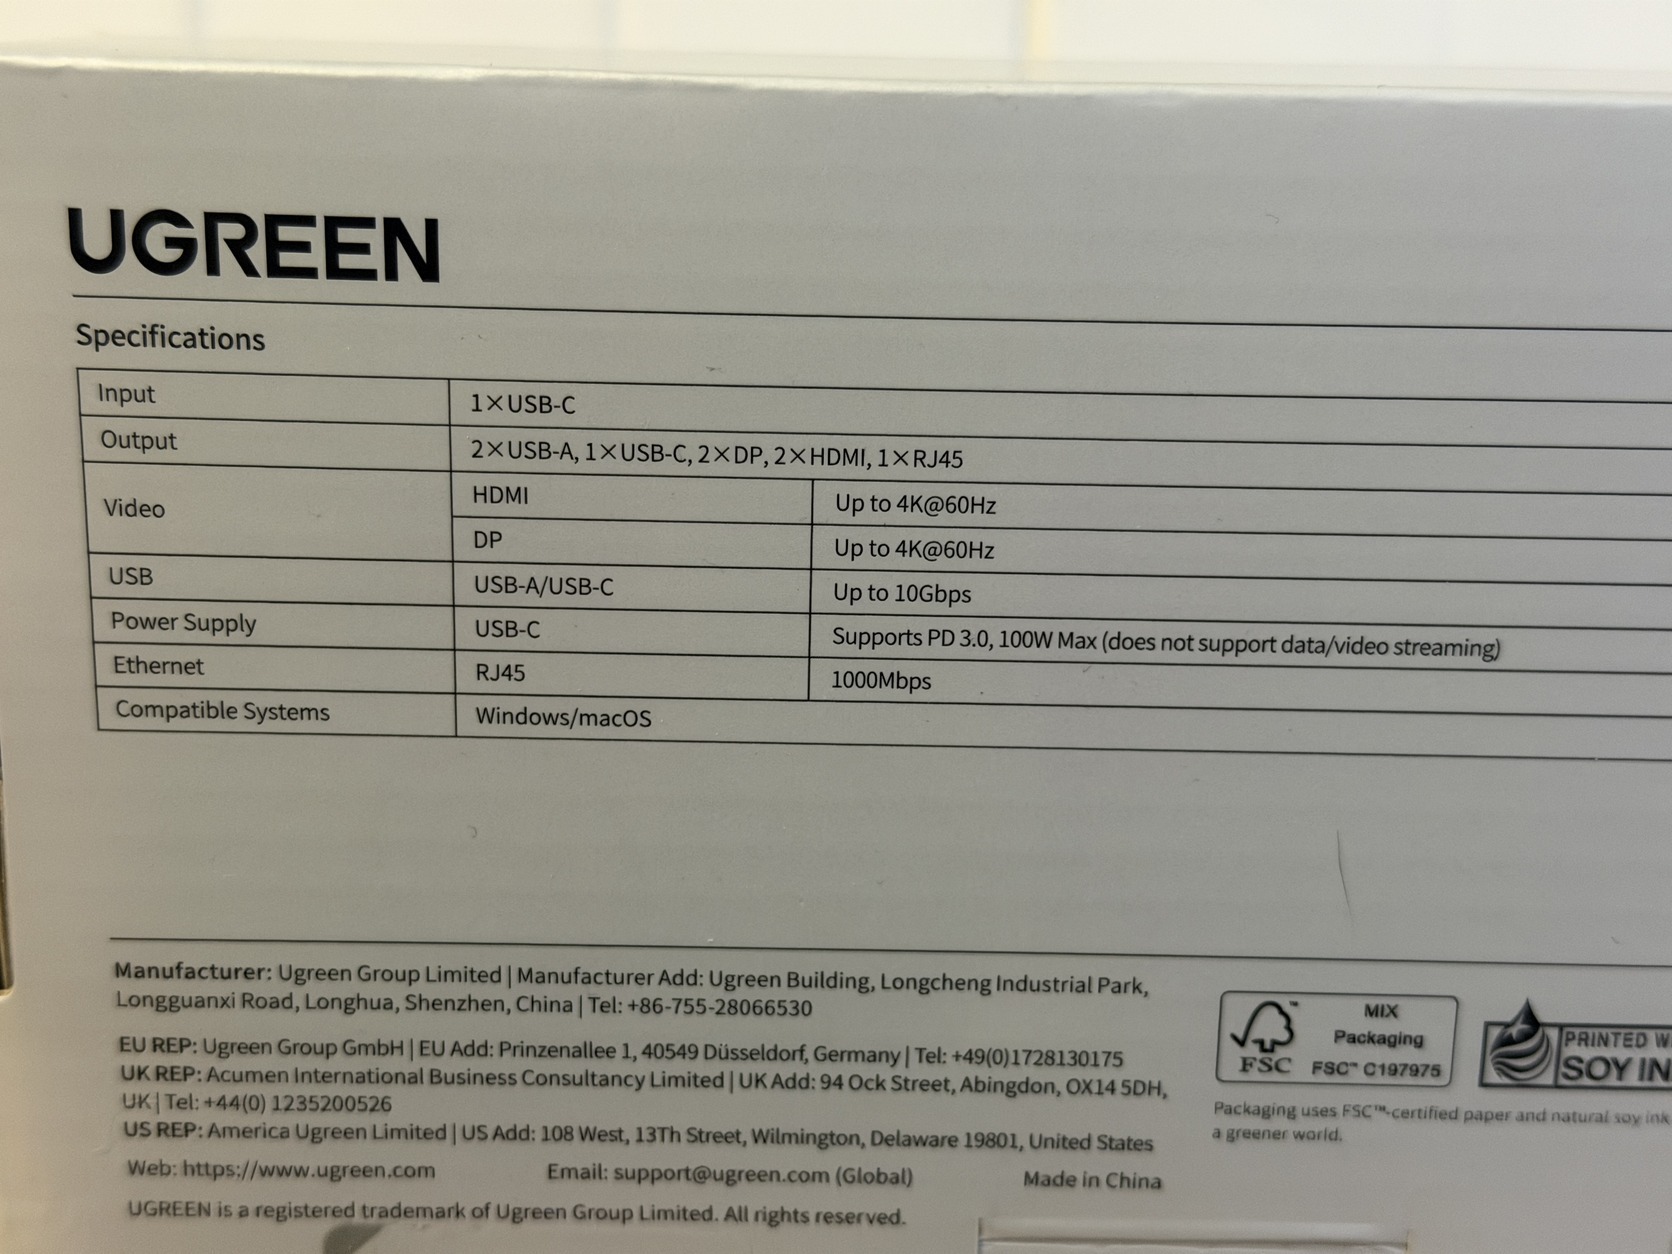 UGREEN
Specifications
Input 1×USB-C
Output 2×USB-A, 1×USB-C, 2×DP, 2×HDMI, 1×RJ45
Video HDMI Up to 4K@60Hz
DP Up to 4K@60Hz
USB USB-A/USB-C Up to 10Gbps
Power Supply USB-C Supports PD 3.0, 100W Max (does not support data/video streaming)
Ethernet RJ45 1000Mbps
Compatible Systems Windows/macOS
Manufacturer: Ugreen Group Limited | Manufacturer Add: Ugreen Building, Longcheng Industrial Park,
Longguanxi Road, Longhua, Shenzhen, China | Tel: +86-755-28066530
EU REP: Ugreen Group GmbH | EU Add: Prinzenallee 1, 40549 Düsseldorf, Germany | Tel: +49(0)1728130175
UK REP: Acumen International Business Consultancy Limited | UK Add: 94 Ock Street, Abingdon, OX14 5DH,
UK | Tel: +44(0) 1235200526
US REP: America Ugreen Limited | US Add: 108 West, 13Th Street, Wilmington, Delaware 19801, United States
Web: https://www.ugreen.com Email: support@ugreen.com (Global) Made in China
UGREEN is a registered trademark of Ugreen Group Limited. All rights reserved.
™ MIX
Packaging
FSC FSC™ C197975
PRINTED W
SOY IN
Packaging uses FSC™-certified paper and natural soy ink
a greener world.